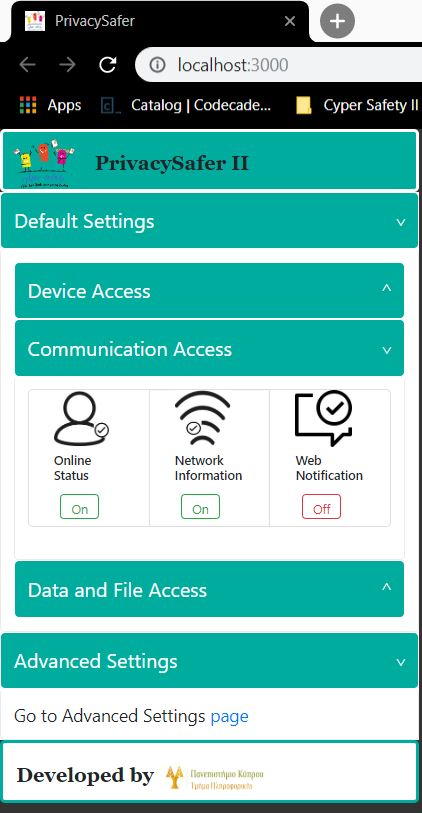 PrivacySafer
localhost:3000
Apps
Catalog | Codecade...
Cyper Safety II
PrivacySafer II
Default Settings
Device Access
Communication Access
Online
Status
Network
Information
Web
Notification
On
On
Off
Data and File Access
Advanced Settings
Go to Advanced Settings page
Developed by
Πανεπιστήμιο Κύπρου
Τμήμα Πληροφορικής